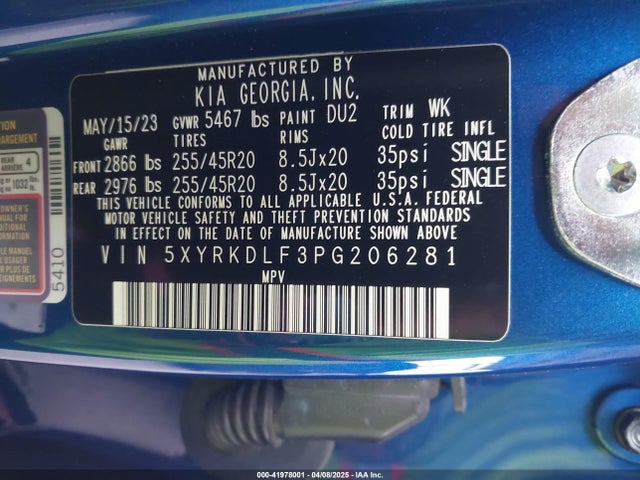 MANUFACTURED BY
KIA GEORGIA, INC.
MAY/15/23 GVWR 5467 lbs PAINT DU2 TRIM WK
GAWR TIRES RIMS COLD TIRE INFL
FRONT 2866 lbs 255/45R20 8.5Jx20 35psi SINGLE
REAR 2976 lbs 255/45R20 8.5Jx20 35psi SINGLE
THIS VEHICLE CONFORMS TO ALL APPLICABLE U.S.A. FEDERAL
MOTOR VEHICLE SAFETY AND THEFT PREVENTION STANDARDS
IN EFFECT ON THE DATE OF MANUFACTURE SHOWN ABOVE
VIN 5XYRKDLF3PG206281
MPV
REAR 4
1032
5410
000-41978001 - 04/08/2025 - IAA Inc.